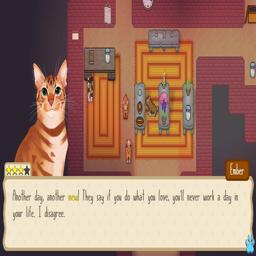 Ember
Another day, another mew! They say if you do what you love, you'll never work a day in
your life. I disagree.